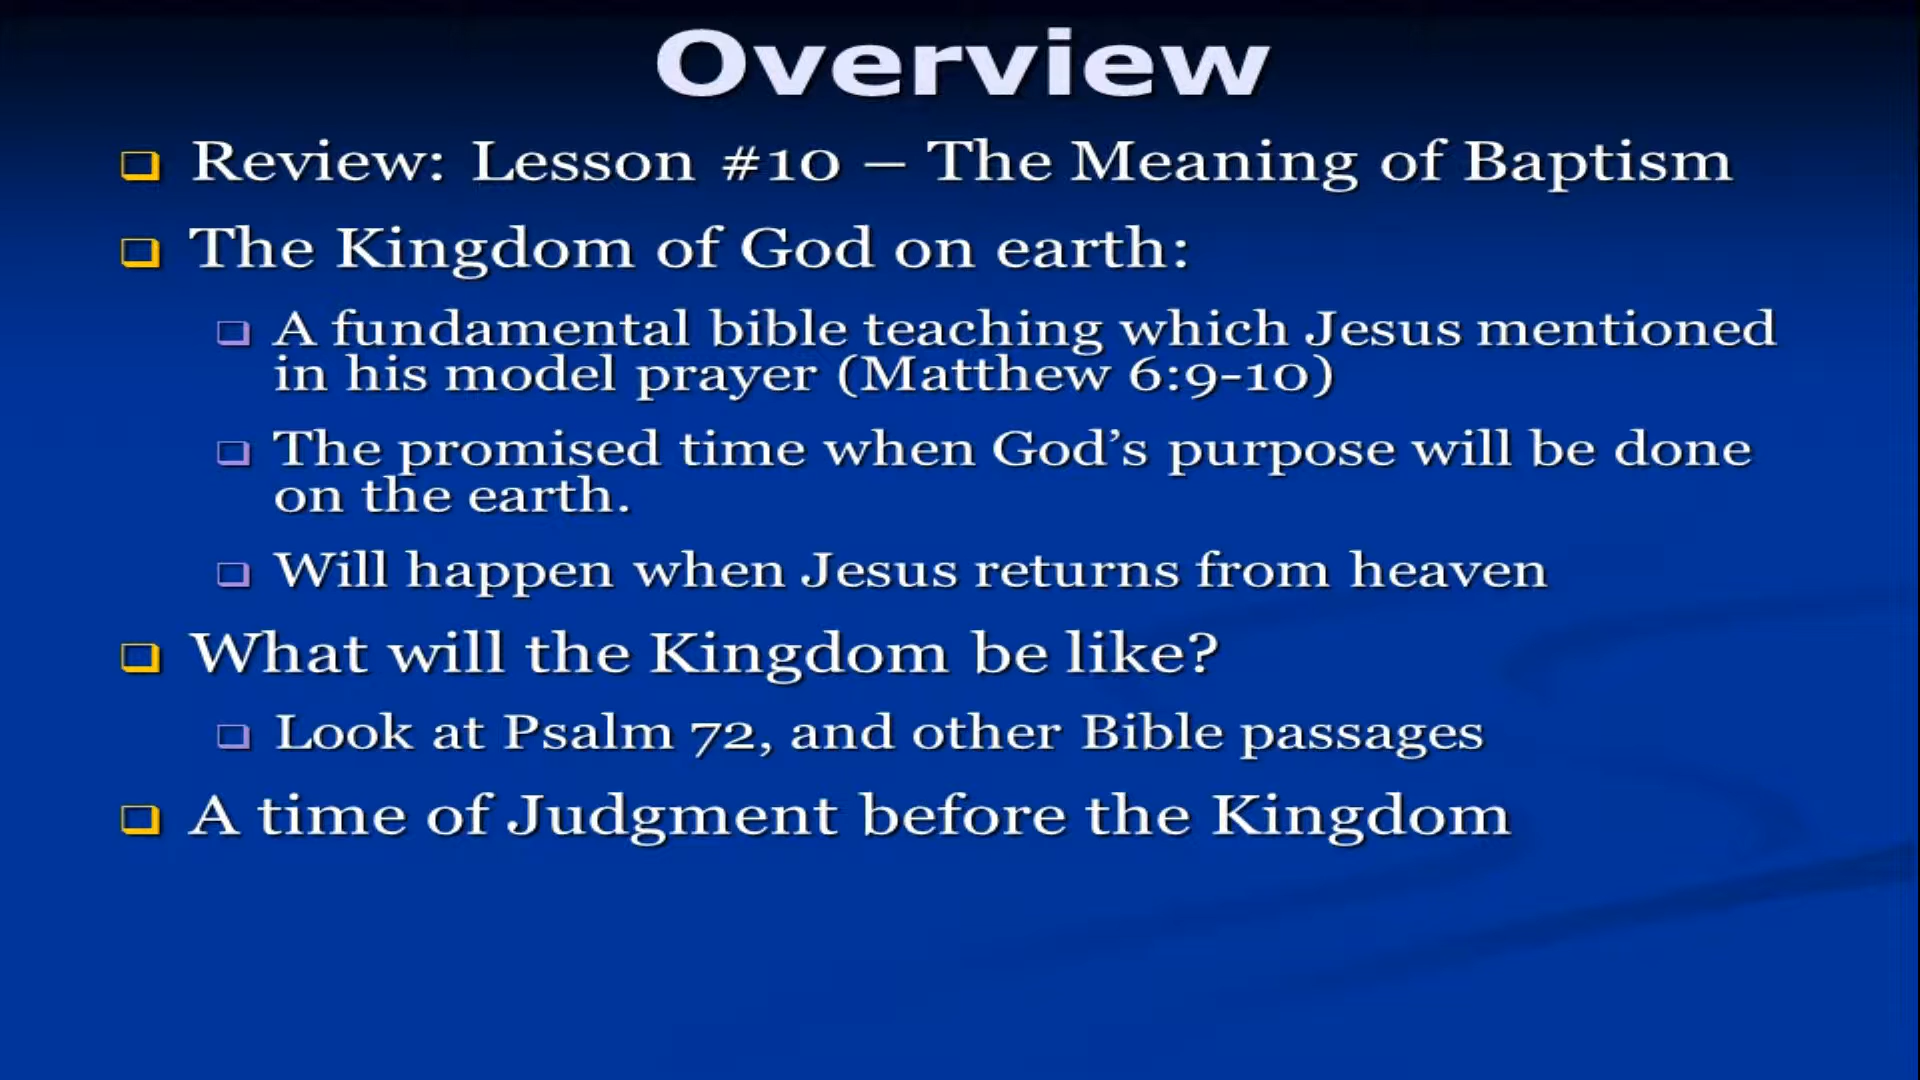 Overview
Review: Lesson #10 – The Meaning of Baptism
The Kingdom of God on earth:
A fundamental bible teaching which Jesus mentioned
in his model prayer (Matthew 6:9-10)
The promised time when God’s purpose will be done
on the earth.
Will happen when Jesus returns from heaven
What will the Kingdom be like?
Look at Psalm 72, and other Bible passages
A time of Judgment before the Kingdom